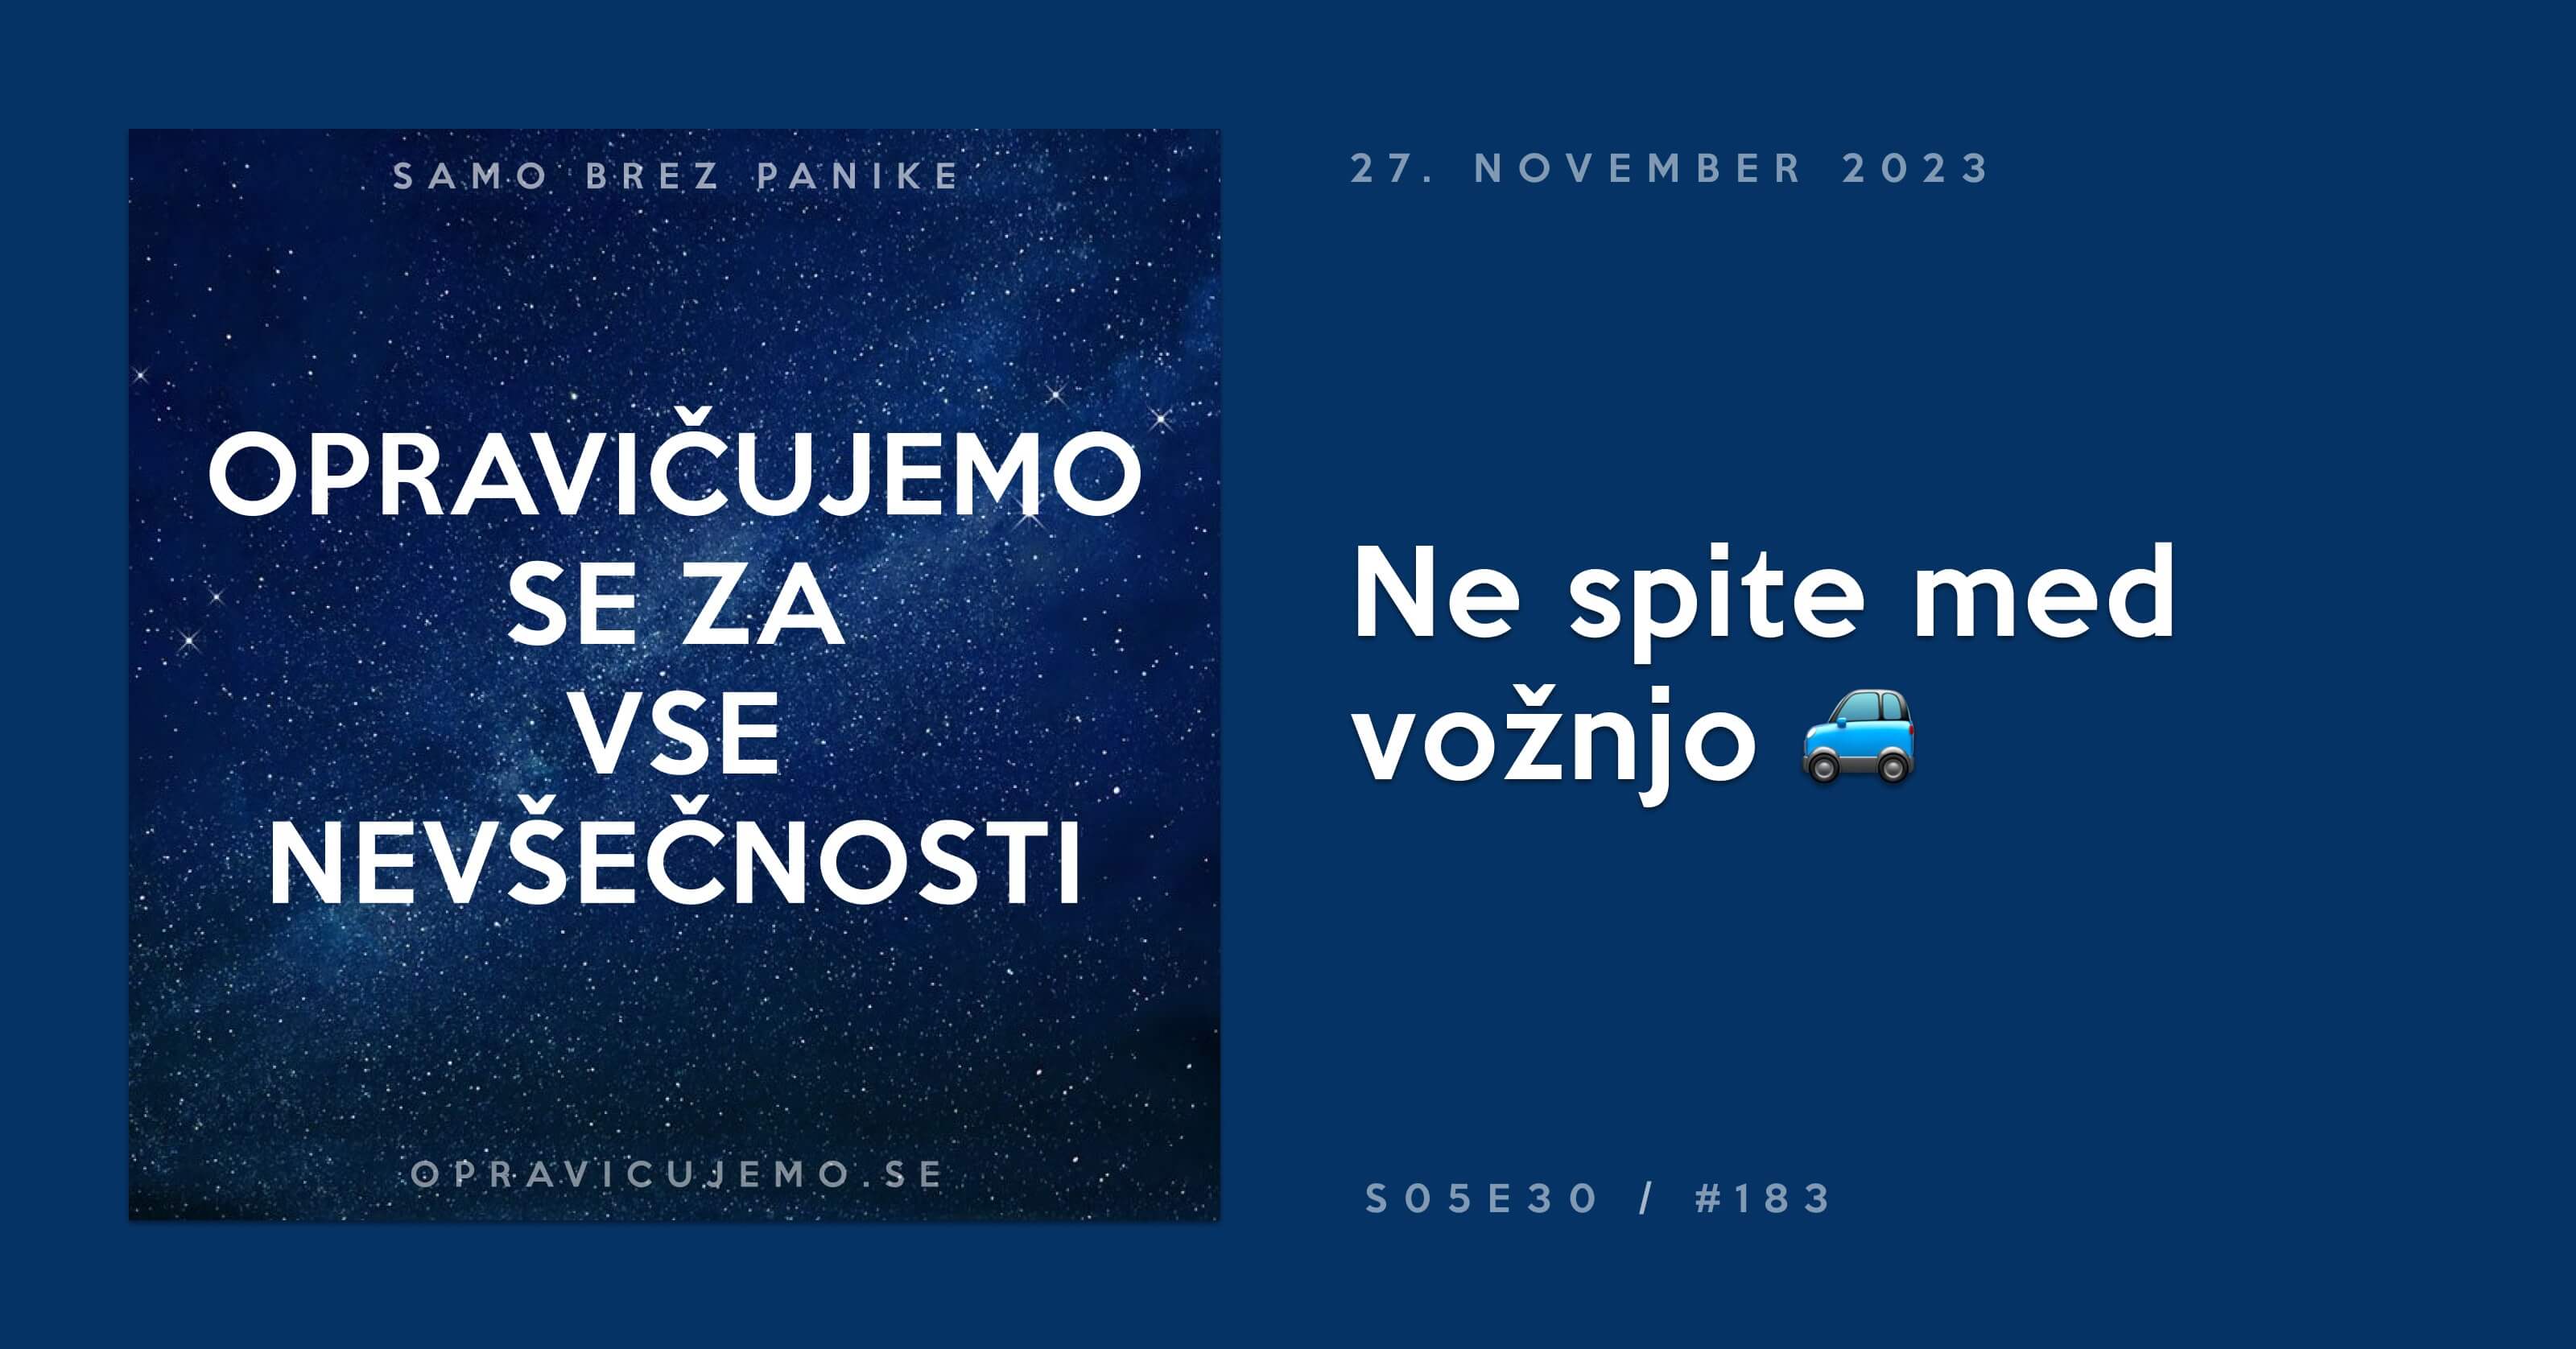 SAMO BREZ PANIKE
OPRAVIČUJEMO
SE ZA
VSE
NEVŠEČNOSTI
OPRAVICUJEMO.SE
27. NOVEMBER 2023
Ne spite med
vožnjo 🚙
S05E30 / #183